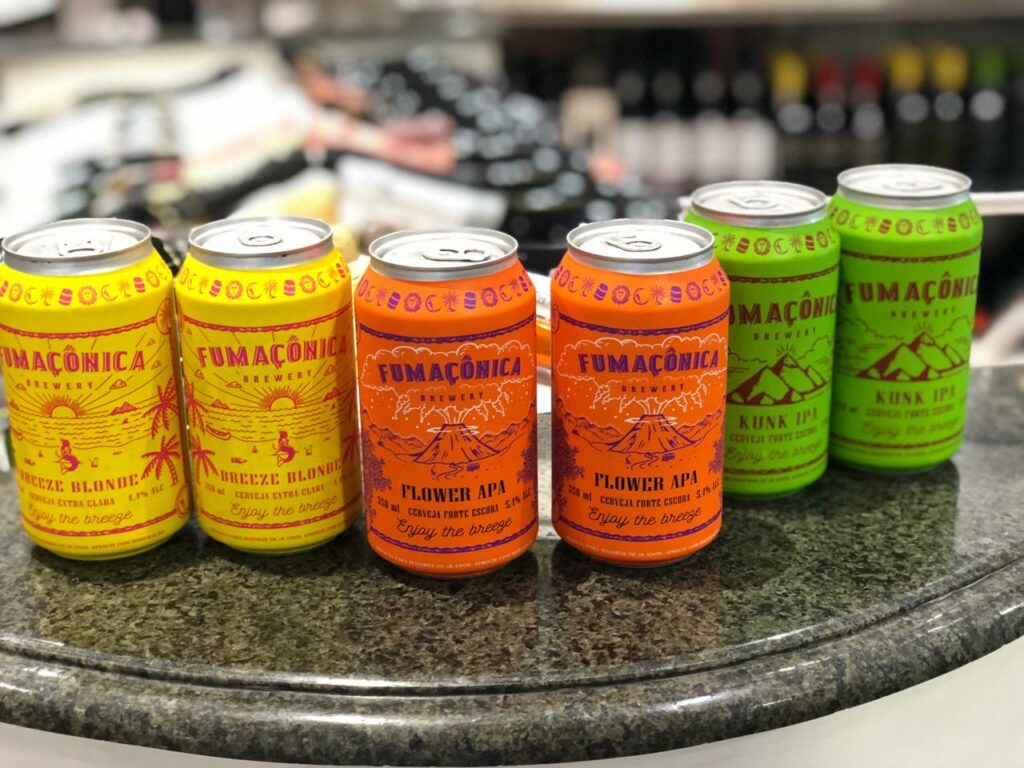 FUMAÇÔNICA
BREWERY
BREEZE BLONDE
CERVEJA EXTRA CLARA 4,1% ALC
Enjoy the breeze
FUMAÇÔNICA
BREWERY
BREEZE BLONDE
350 ml
CERVEJA EXTRA CLARA
Enjoy the breeze
FUMAÇÔNICA
BREWERY
FLOWER APA
350 ml CERVEJA FORTE ESCURA 5,4% ALC
Enjoy the breeze
FUMAÇÔNICA
BREWERY
FLOWER APA
350 ml CERVEJA FORTE ESCURA 5,4% ALC
Enjoy the breeze
FUMAÇÔNICA
BREWERY
KUNK IPA
CERVEJA FORTE ESCURA
Enjoy the breeze
FUMAÇÔNICA
BREWERY
KUNK IPA
CERVEJA FORTE ESCURA
Enjoy the breeze